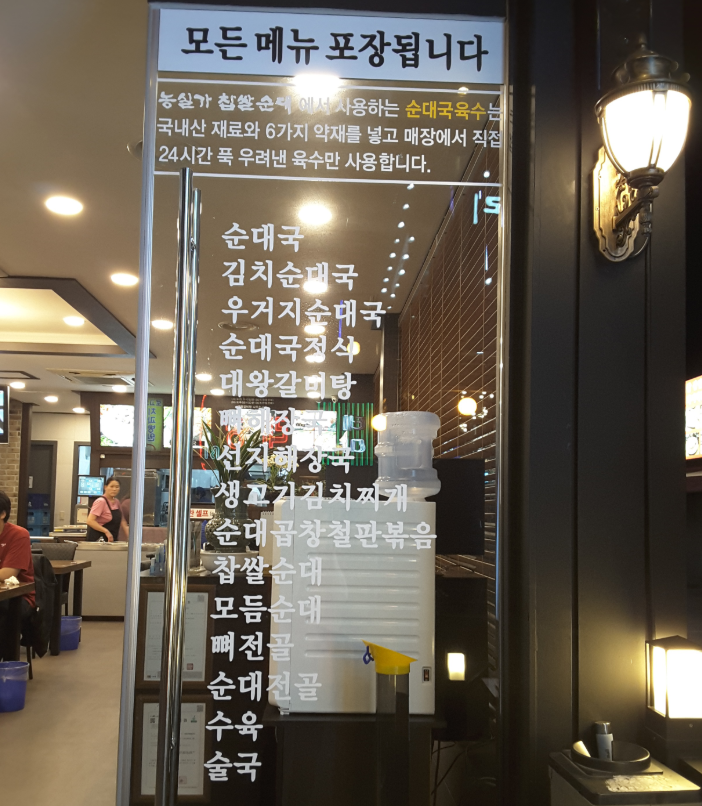 모든 메뉴 포장됩니다
농실가 찹쌀순대 에서 사용하는 순대국육수는
국내산 재료와 6가지 약재를 넣고 매장에서 직접
24시간 푹 우려낸 육수만 사용합니다.
순대국
김치순대국
우거지순대국
순대국정식
대왕갈비탕
뼈해장국
선지해장국
생고기김치찌개
순대곱창철판볶음
찹쌀순대
모듬순대
뼈전골
순대전골
수육
술국
셀프